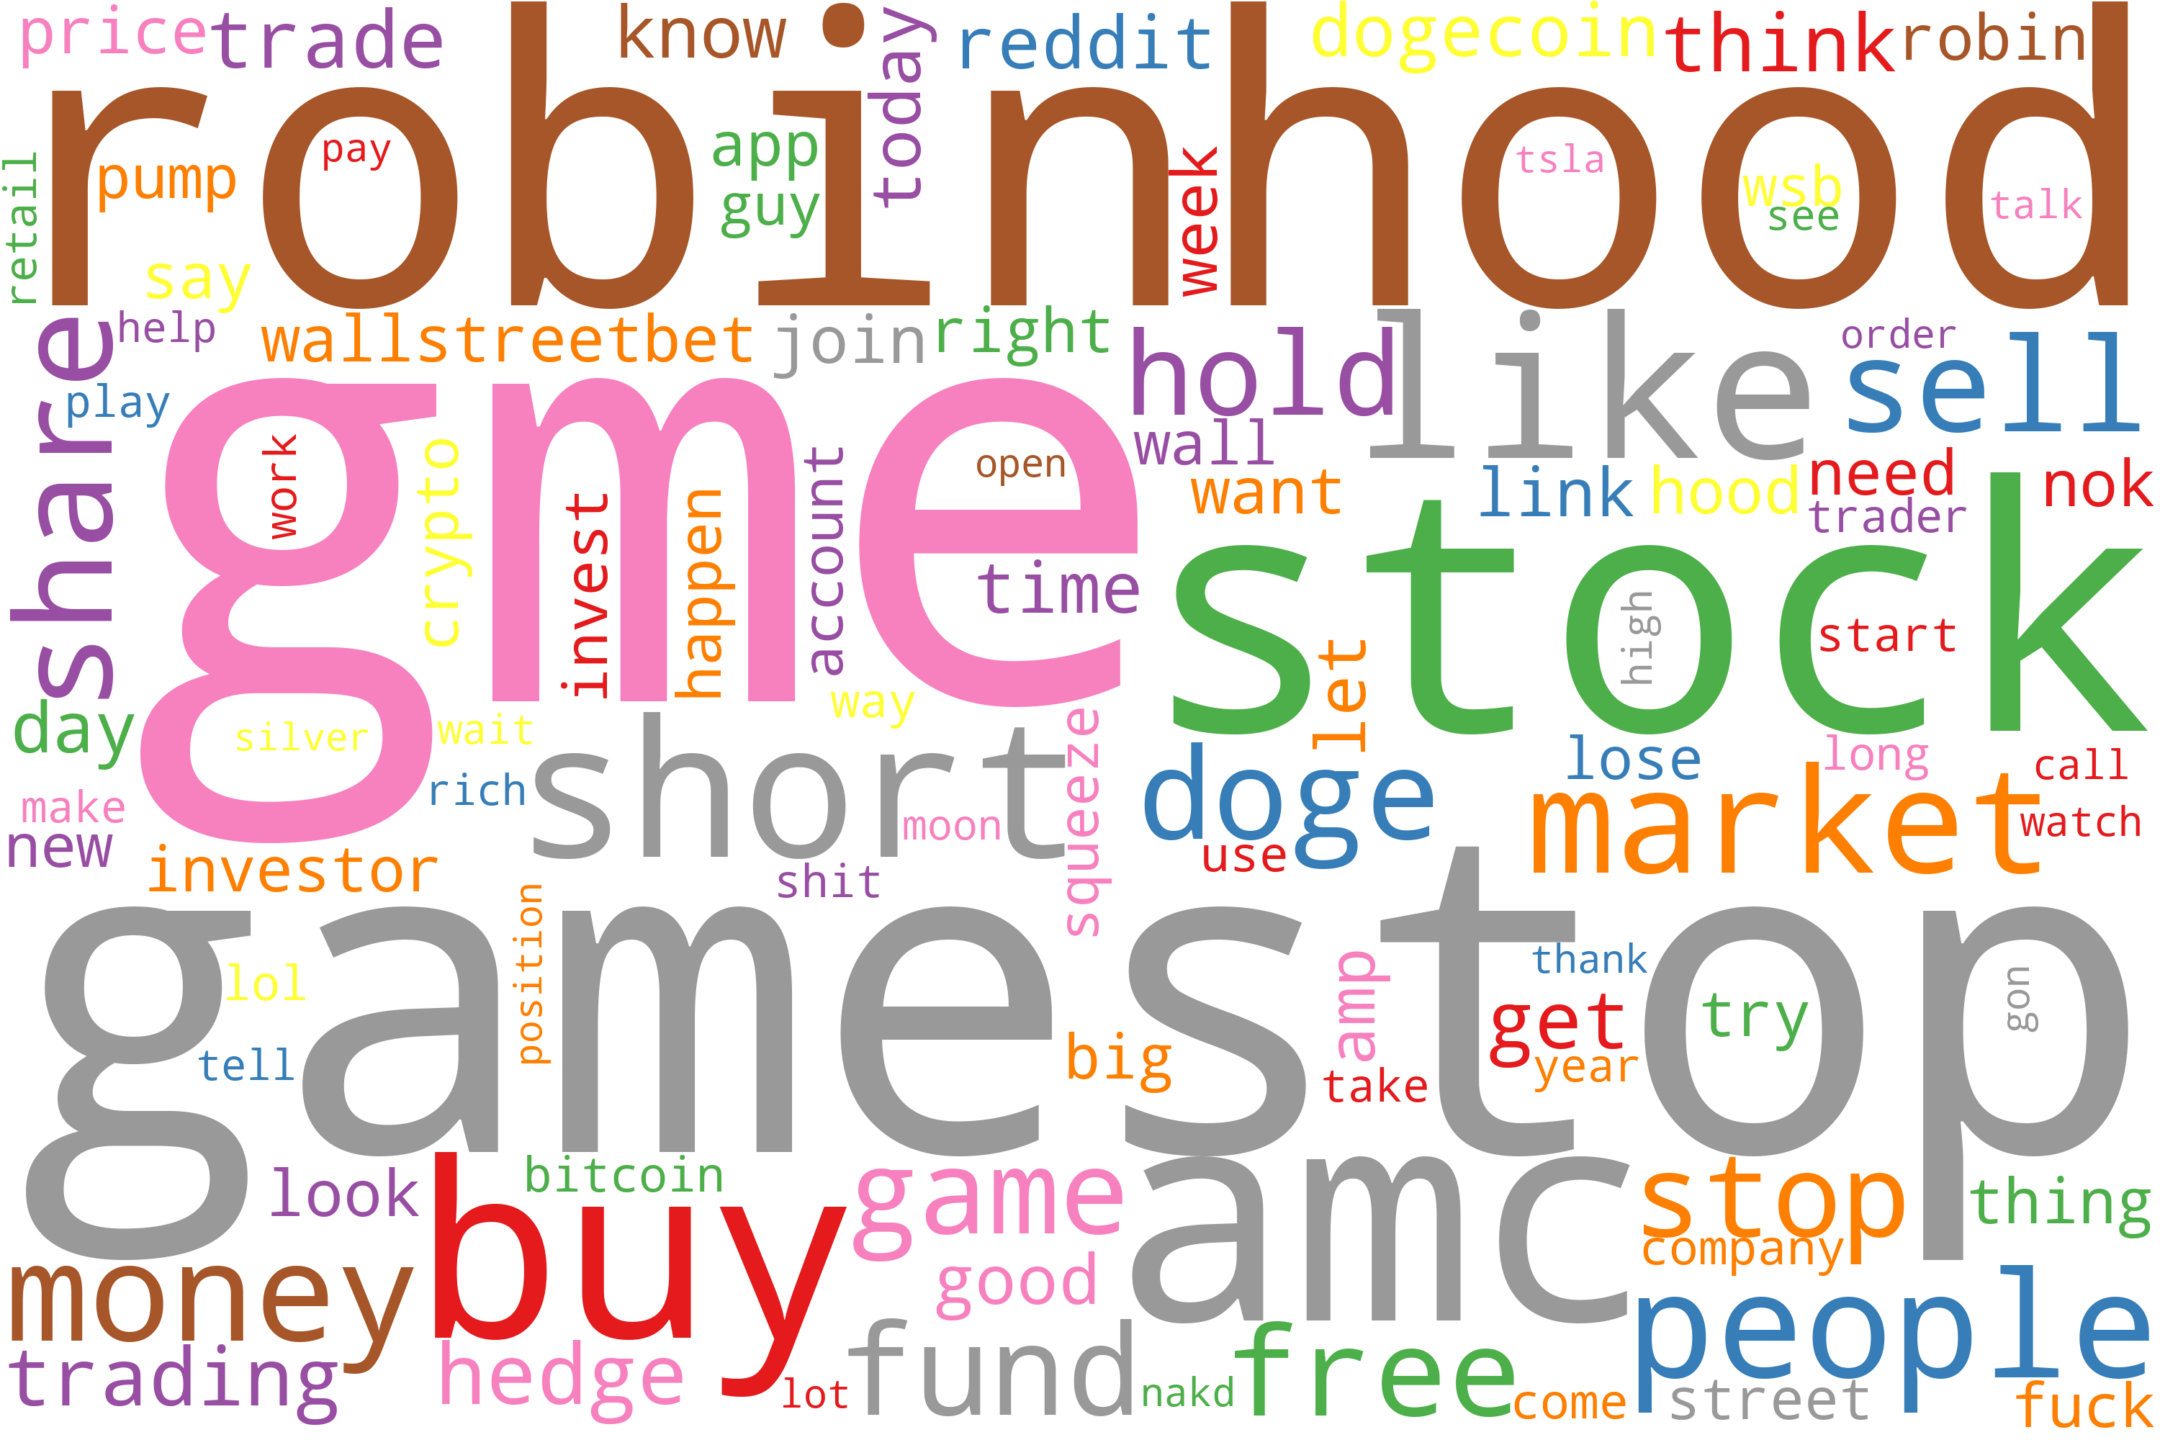 price trade know today reddit dogecoin think robin
robinhood
retail pump pay app guy week tsla wsb see talk
say
share help wallstreetbet join right hold like order sell
play
gme
work crypto invest happen account open time wall want link hood need nok
trader
stock
high start
day silver wait way let
make rich short moon squeeze doge lose long call
new market watch
investor shit use
gamestop
lol position amp thank get try gon
tell big take year
look bitcoin game amc stop thing
buy company
money good people
trading hedge lot fund nakd free come street fuck